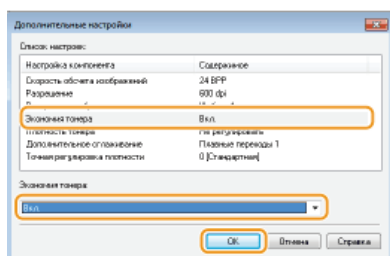 Дополнительные настройки
Список настроек:
Настройка компонента Содержимое
Скорость обсчета изображений 24 BPP
Разрешение 600 dpi
Экономия тонера Вкл.
Плотность тонера Не регулировать
Дополнительное сглаживание Плавные переходы 1
Точная регулировка плотности 0 [Стандартная]
Экономия тонера:
Вкл.
OK Отмена Справка